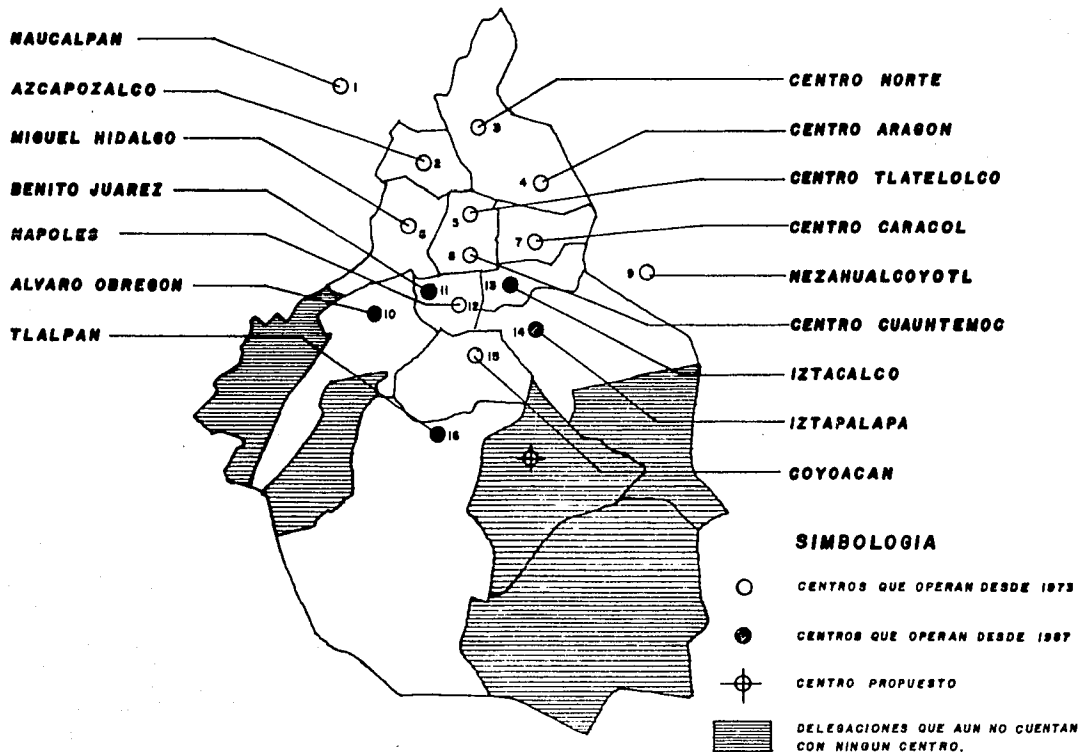 NAUCALPAN
AZCAPOZALCO
MIGUEL HIDALGO
BENITO JUAREZ
NAPOLES
ALVARO OBREGON
TLALPAN
1
2
3
4
5
6
7
8
9
10
11
12
13
14
15
16
CENTRO NORTE
CENTRO ARAGON
CENTRO TLATELOLCO
CENTRO CARACOL
NEZAHUALCOYOTL
CENTRO CUAUHTEMOC
IZTACALCO
IZTAPALAPA
COYOACAN
SIMBOLOGIA
CENTROS QUE OPERAN DESDE 1973
CENTROS QUE OPERAN DESDE 1987
CENTRO PROPUESTO
DELEGACIONES QUE AUN NO CUENTAN
CON NINGUN CENTRO.